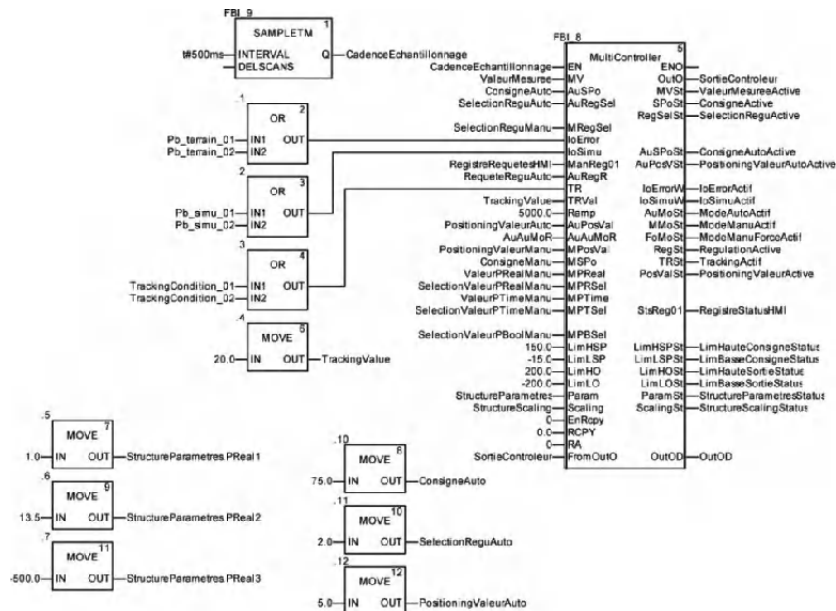 FBI_9
1
SAMPLETM
t#500ms INTERVAL Q CadenceEchantillonnage
DELSCANS
.1
2
OR
Pb_terrain_01 IN1 OUT
Pb_terrain_02 IN2
2
3
OR
Pb_simu_01 IN1 OUT
Pb_simu_02 IN2
3
4
OR
TrackingCondition_01 IN1 OUT
TrackingCondition_02 IN2
.4
MOVE
20.0 IN OUT TrackingValue
FBI_8
MultiController
CadenceEchantillonnage EN ENO
ValeurMesuree MV OutO SortieControleur
ConsigneAuto AuSPo MVSt ValeurMesureeActive
SelectionReguAuto AuRegSel SPoSt ConsigneActive
RegSelSt SelectionReguActive
SelectionReguManu MRegSel
IoError
IoSimu AuSPoSt ConsigneAutoActive
RegistreRequetesHMI ManReg01 AuPosVSt PositioningValeurAutoActive
RequeteReguAuto AuRegR
TR IoErrorW IoErrorActif
TrackingValue TRVal IoSimuW IoSimuActif
5000.0 Ramp AuMoSt ModeAutoActif
PositioningValeurAuto AuPosVal MMoSt ModeManuActif
AuAuMoR AuAuMoR FoMoSt ModeManuForceActif
PositioningValeurManu MPosVal RegSt RegulationActive
ConsigneManu MSPo TRSt TrackingActif
ValeurPRealManu MPReal PosValSt PositioningValeurActive
SelectionValeurPRealManu MPRSel
ValeurPTimeManu MPTime
SelectionValeurPTimeManu MPTSel StsReg01 RegistreStatusHMI
SelectionValeurPBoolManu MPBSel
150.0 LimHSP LimHSPSt LimHauteConsigneStatus
-15.0 LimLSP LimLSPSt LimBasseConsigneStatus
200.0 LimHO LimHOSt LimHauteSortieStatus
-200.0 LimLO LimLOSt LimBasseSortieStatus
StructureParametres Param ParamSt StructureParametresStatus
StructureScaling Scaling ScalingSt StructureScalingStatus
0 EnRcpy
0.0 RCPY
0 RA
SortieControleur FromOutO OutOD OutOD
.5
7
MOVE
1.0 IN OUT StructureParametres.PReal1
.6
9
MOVE
13.5 IN OUT StructureParametres.PReal2
.7
11
MOVE
-500.0 IN OUT StructureParametres.PReal3
.10
8
MOVE
75.0 IN OUT ConsigneAuto
.11
10
MOVE
2.0 IN OUT SelectionReguAuto
.12
12
MOVE
5.0 IN OUT PositioningValeurAuto